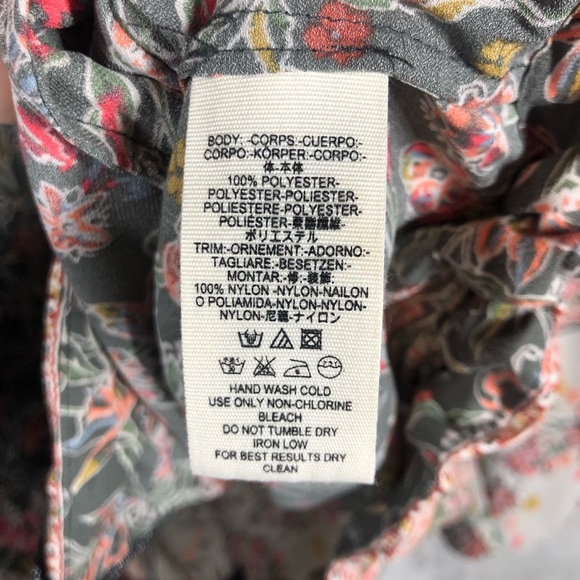 BODY: -CORPS-CUERPO:-
CORPO:-KÖRPER-CORPO:-
体-本体
100% POLYESTER-
POLYESTER-POLIÉSTER-
POLIESTERE-POLYESTER-
POLIÉSTER-聚酯纖維-
ポリエステル
TRIM:-ORNEMENT:-ADORNO:-
TAGLIARE:-BESETZEN:-
MONTAR:-修:-装飾:
100% NYLON -NYLON-NAILON
O POLIAMIDA-NYLON-NYLON-
-NYLON-尼龍-ナイロン
HAND WASH COLD
USE ONLY NON-CHLORINE
BLEACH
DO NOT TUMBLE DRY
IRON LOW
FOR BEST RESULTS DRY
CLEAN